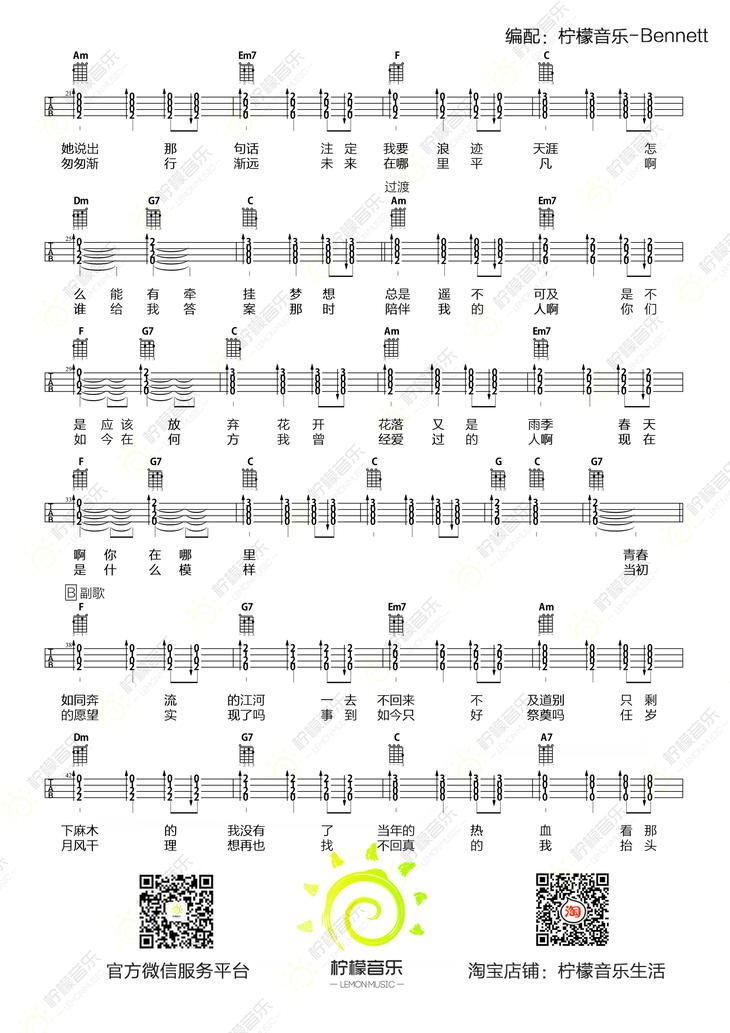 编配：柠檬音乐-Bennett
Am Em7 F C
21
她说出 那 句话 注 定 我要 浪 迹 天涯 怎
匆匆渐 行 渐远 未 来 在哪 里 平 凡 啊
过渡
Dm G7 C Am Em7
25
么 能 有 牵 挂 梦 想 总是 遥 不 可及 是 不
谁 给 我 答 案 那 时 陪伴 我 的 人啊 你 们
F G7 C Am Em7
29
是 应 该 放 弃 花 开 花落 又 是 雨季 春 天
如 今 在 何 方 我 曾 经爱 过 的 人啊 现 在
F G7 C C G C G7
33
啊 你 在 哪 里 青春
是 什 么 模 样 当初
B 副歌
F G7 Em7 Am
38
如同奔 流 的江河 一 去 不回来 不 及道别 只 剩
的愿望 实 现了吗 事 到 如今只 好 祭奠吗 任 岁
Dm G7 C A7
42
下麻木 的 我没有 了 当年的 热 血 看 那
月风干 理 想再也 找 不回真 的 我 抬 头
官方微信服务平台
柠檬音乐
LEMON MUSIC
淘
淘宝店铺：柠檬音乐生活